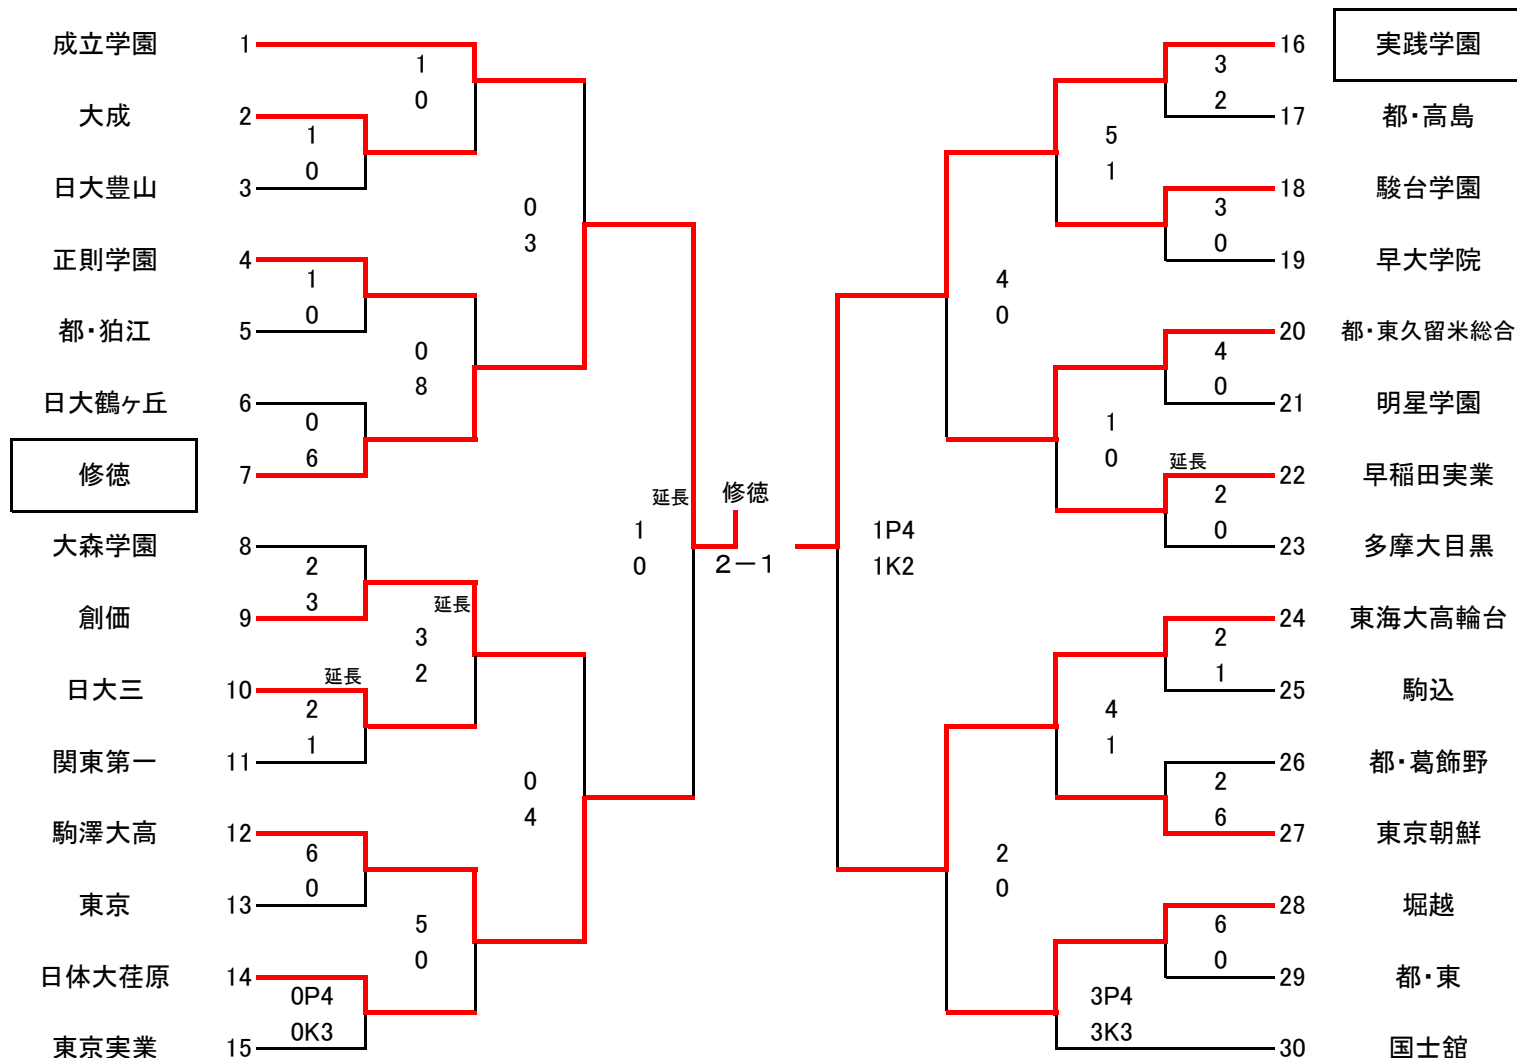 成立学園 1
大成 2
日大豊山 3
正則学園 4
都・狛江 5
日大鶴ヶ丘 6
修徳 7
大森学園 8
創価 9
日大三 10
関東第一 11
駒澤大高 12
東京 13
日体大荏原 14
東京実業 15
1
0
1
0
1
0
0
6
2
3
延長
2
1
6
0
0P4
0K3
0
8
延長
3
2
5
0
0
3
0
4
延長
1
0
修徳
2－1
1P4
1K2
4
0
2
0
5
1
1
0
4
1
3P4
3K3
3
2
3
0
4
0
延長
2
0
2
1
2
6
6
0
16 実践学園
17 都・高島
18 駿台学園
19 早大学院
20 都・東久留米総合
21 明星学園
22 早稲田実業
23 多摩大目黒
24 東海大高輪台
25 駒込
26 都・葛飾野
27 東京朝鮮
28 堀越
29 都・東
30 国士舘